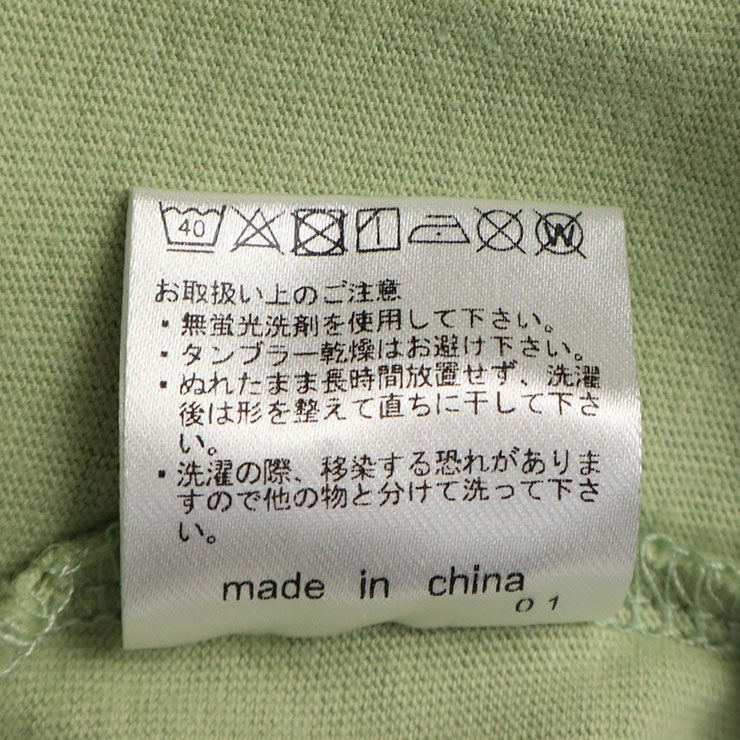 40
W
お取扱い上のご注意
・無蛍光洗剤を使用して下さい。
・タンブラー乾燥はお避け下さい。
・ぬれたまま長時間放置せず、洗濯
後は形を整えて直ちに干して下さ
い。
・洗濯の際、移染する恐れがありま
すので他の物と分けて洗って下さ
い。
made in china
01